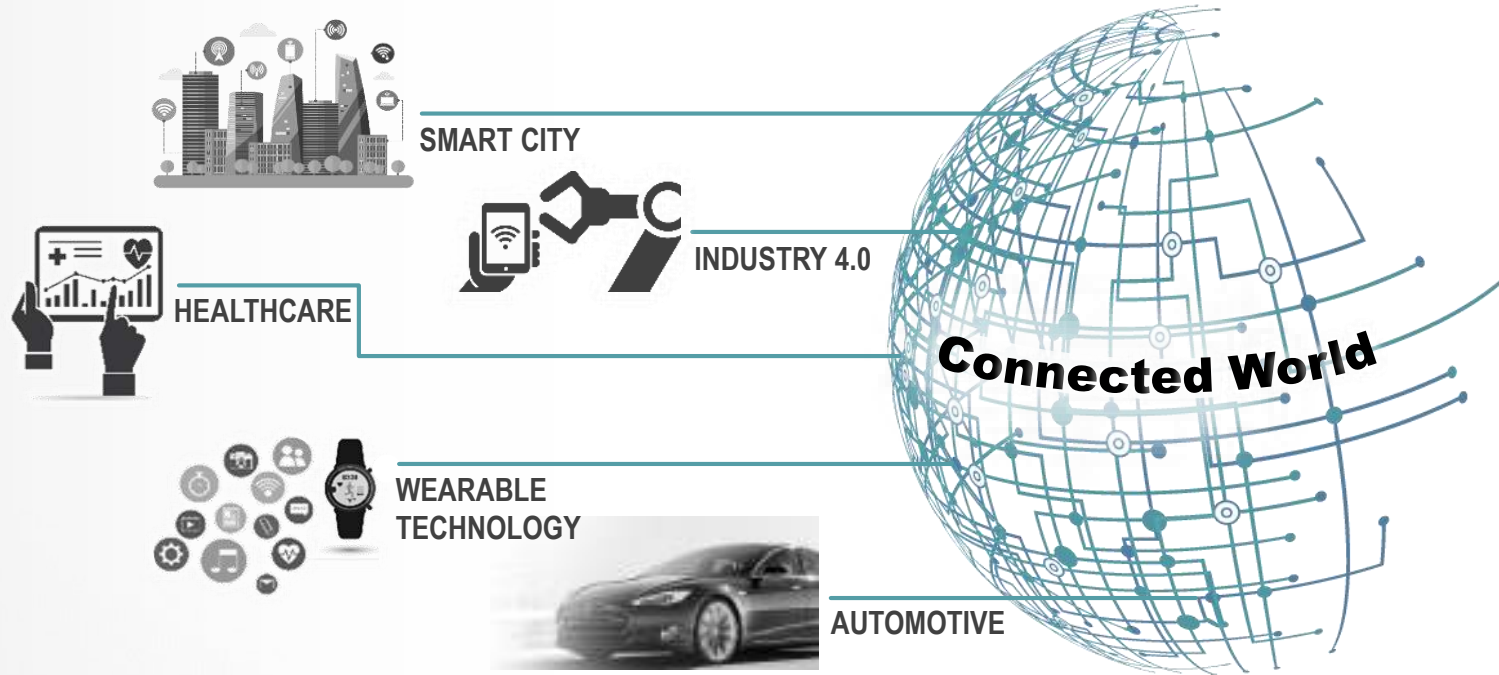 SMART CITY
INDUSTRY 4.0
HEALTHCARE
Connected World
WEARABLE
TECHNOLOGY
AUTOMOTIVE